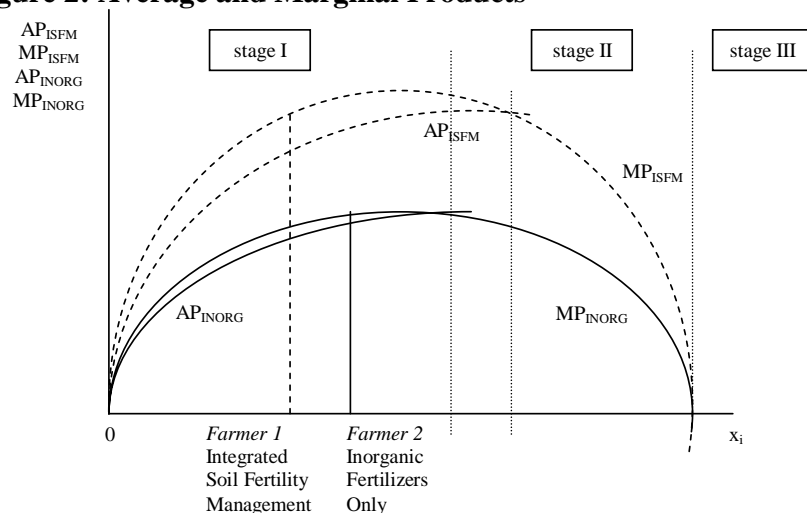 gure 2: Average and Marginal Products
AP_ISFM
MP_ISFM
AP_INORG
MP_INORG
stage I
stage II
stage III
AP_ISFM
MP_ISFM
AP_INORG
MP_INORG
0
x_i
Farmer 1
Integrated
Soil Fertility
Management
Farmer 2
Inorganic
Fertilizers
Only